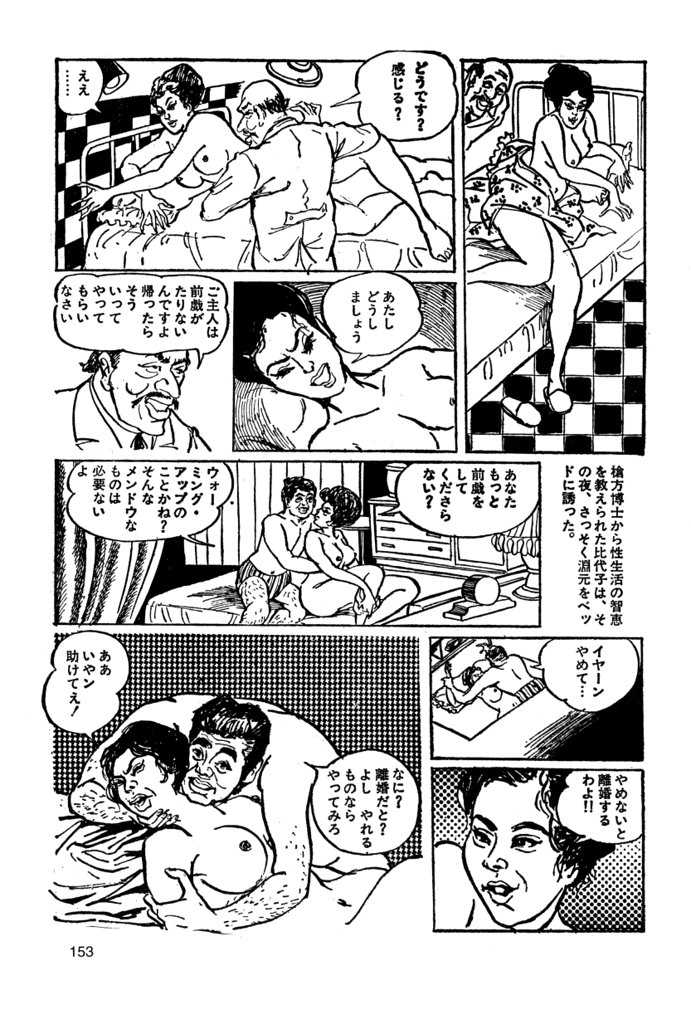 どうです？
感じる？
ええ
……
あたし
どうし
ましょう
ご主人は
前戯が
たりない
んですよ
帰ったら
そう
いって
やって
もらい
なさい
槍方博士から性生活の智恵
を教えられた比代子は、そ
の夜、さっそく淵元をベッ
ドに誘った。
あなた
もっと
前戯を
して
くださら
ない？
ウォー
ミング・
アップの
ことかね？
そんな
メンドウな
ものは
必要ない
よ
イヤーン
やめて…
やめないと
離婚する
わよ!!
なに？
離婚だと？
よし　やれる
ものなら
やってみろ
ああ
いやン
助けてえ！
153